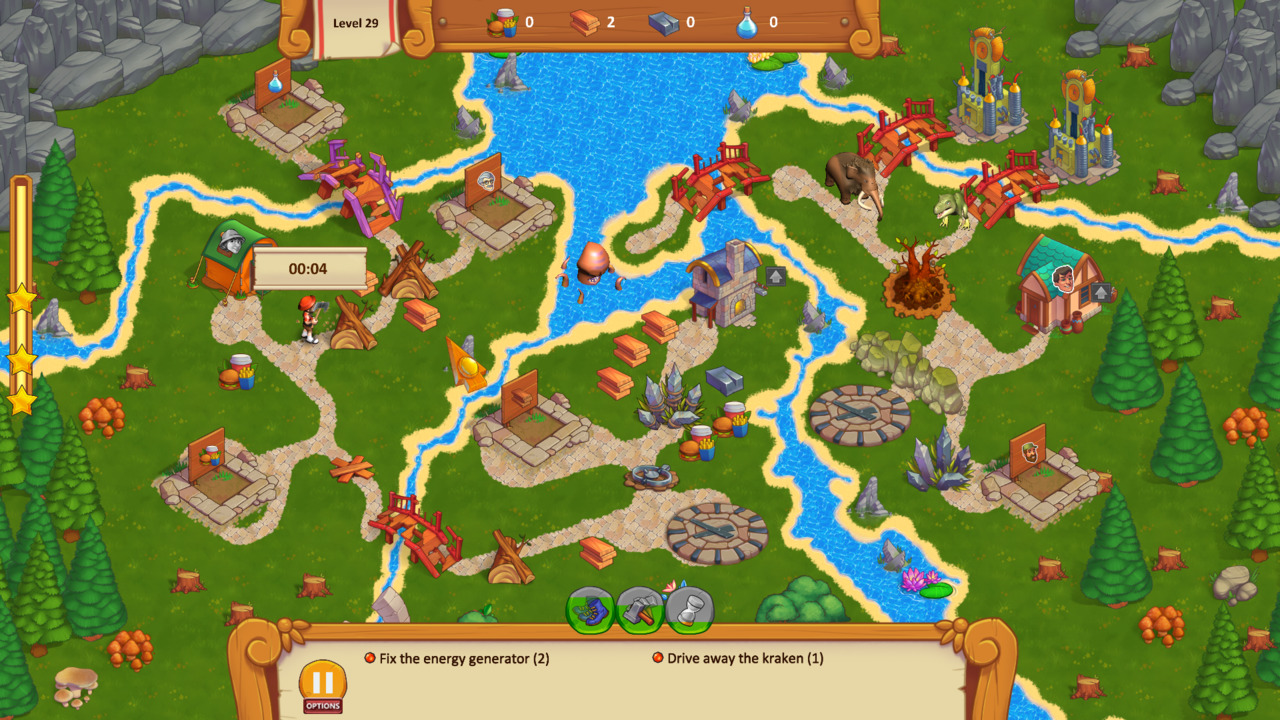 Level 29
0
2
0
0
00:04
Fix the energy generator (2)
Drive away the kraken (1)
OPTIONS